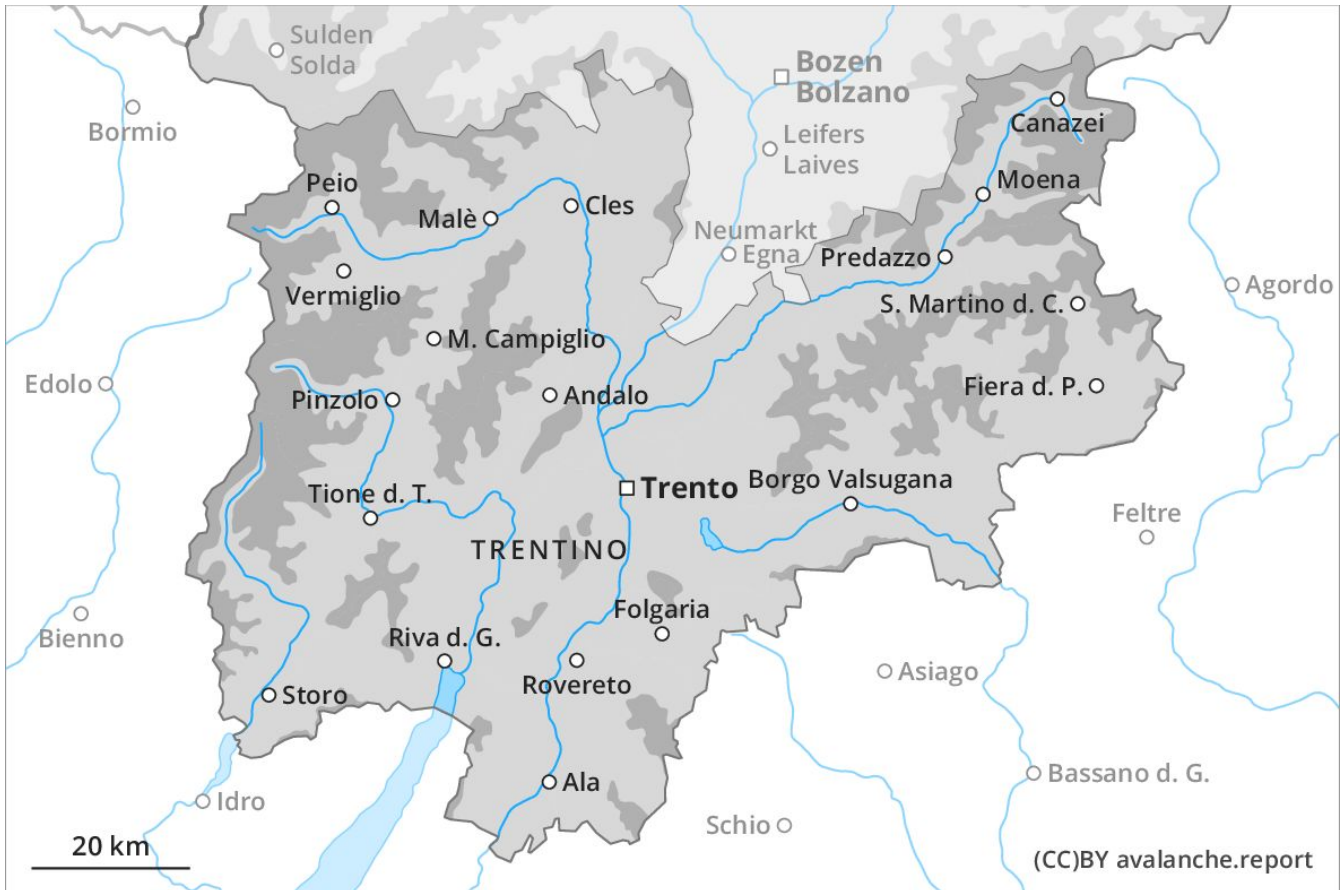 Sulden
Solda
Bozen
Bolzano
Bormio
Canazei
Leifers
Laives
Peio
Moena
Malè
Cles
Neumarkt
Egna
Predazzo
Vermiglio
Agordo
S. Martino d. C.
M. Campiglio
Edolo
Fiera d. P.
Pinzolo
Andalo
Trento
Borgo Valsugana
Tione d. T.
Feltre
TRENTINO
Folgaria
Bienno
Riva d. G.
Asiago
Rovereto
Storo
Bassano d. G.
Ala
Idro
Schio
20 km
(CC)BY avalanche.report